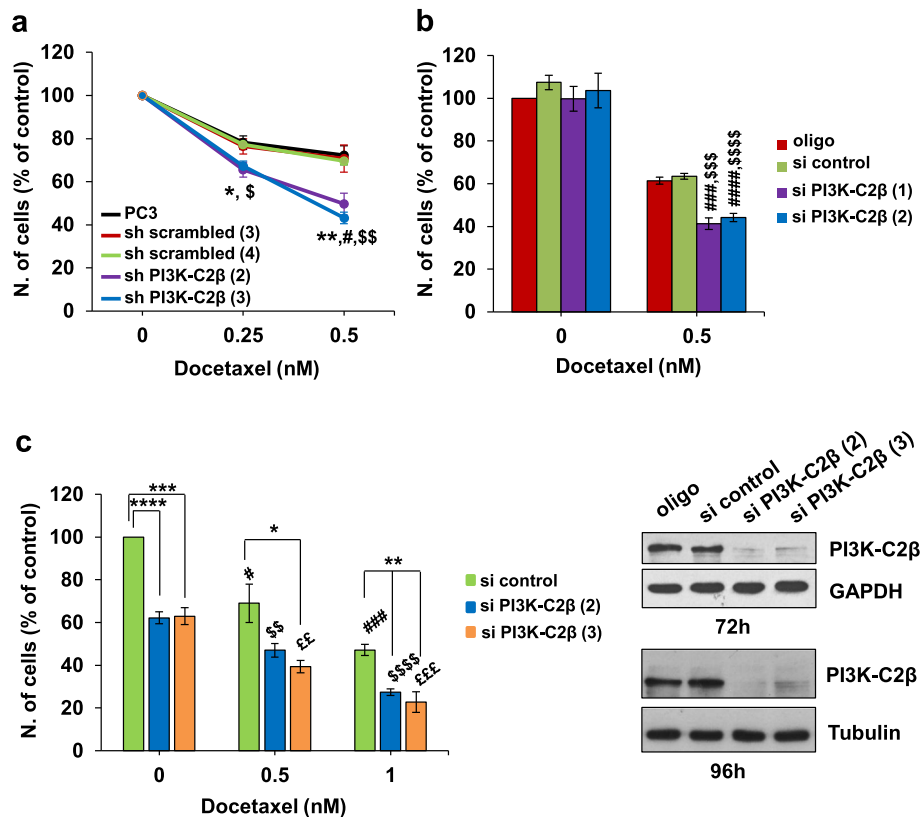 a
N. of cells (% of control)
120
100
80
60
40
20
0
*, $
**,#,$$
PC3
sh scrambled (3)
sh scrambled (4)
sh PI3K-C2β (2)
sh PI3K-C2β (3)
0 0.25 0.5
Docetaxel (nM)
b
N. of cells (% of control)
120
100
80
60
40
20
0
###,$$$
####,$$$$
0 0.5
Docetaxel (nM)
oligo
si control
si PI3K-C2β (1)
si PI3K-C2β (2)
c
N. of cells (% of control)
120
100
80
60
40
20
0
***
****
*
#
$$
££
**
###
$$$$
£££
0 0.5 1
Docetaxel (nM)
si control
si PI3K-C2β (2)
si PI3K-C2β (3)
oligo
si control
si PI3K-C2β (2)
si PI3K-C2β (3)
PI3K-C2β
GAPDH
72h
PI3K-C2β
Tubulin
96h